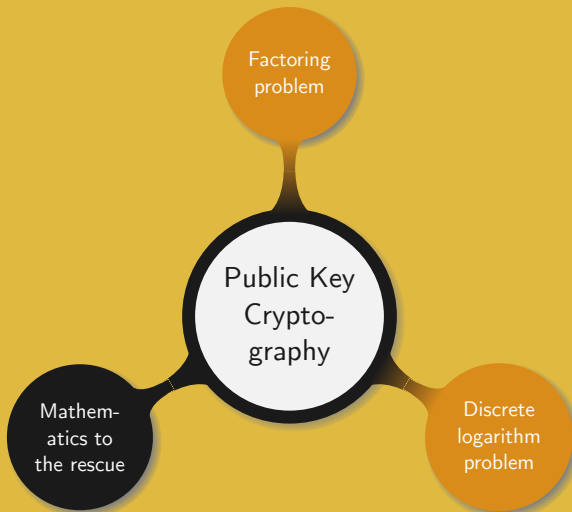 Factoring
problem
Public Key
Crypto-
graphy
Mathem-
atics to
the rescue
Discrete
logarithm
problem